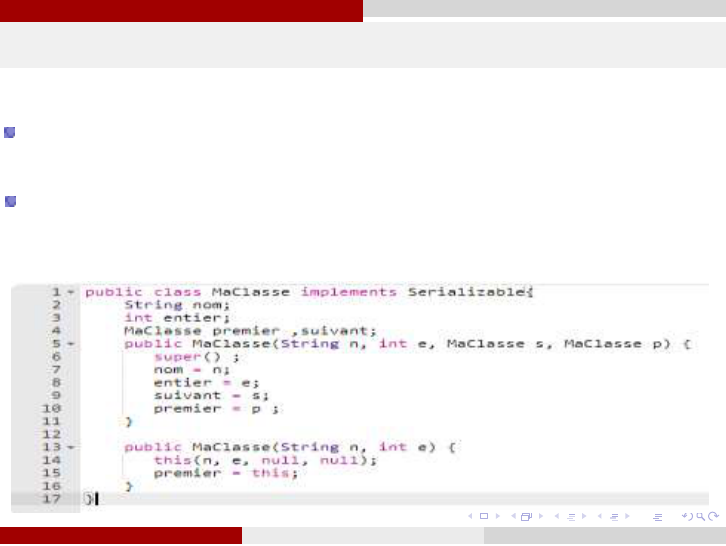 1 public class MaClasse implements Serializable{
2 String nom;
3 int entier;
4 MaClasse premier ,suivant;
5 public MaClasse(String n, int e, MaClasse s, MaClasse p) {
6 super() ;
7 nom = n;
8 entier = e;
9 suivant = s;
10 premier = p ;
11 }
12
13 public MaClasse(String n, int e) {
14 this(n, e, null, null);
15 premier = this;
16 }
17 }